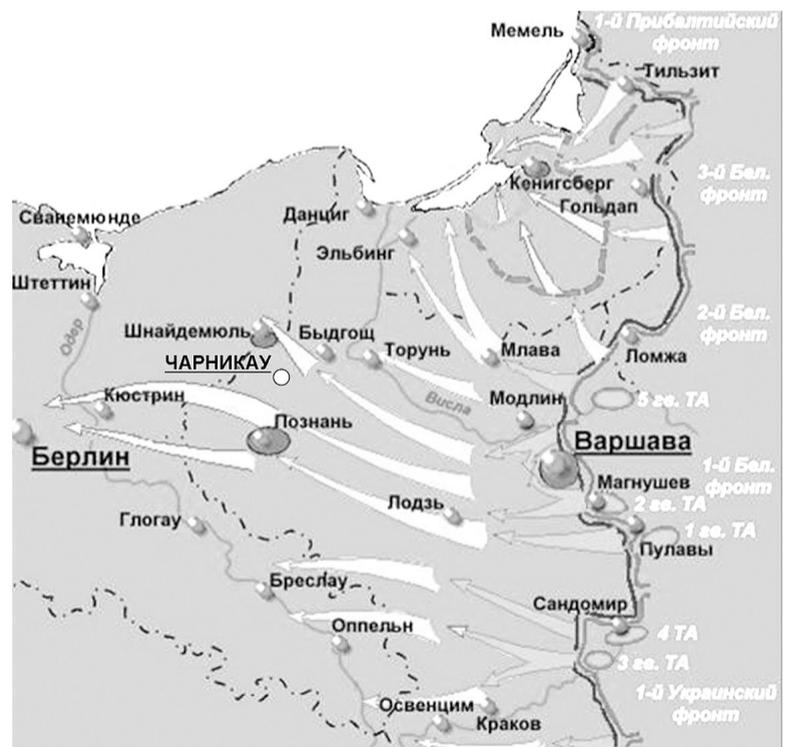 1-й Прибалтийский
фронт
Мемель
Тильзит
3-й Бел.
фронт
Кенигсберг
Гольдап
Данциг
Свинемюнде
Эльбинг
Штеттин
Одер
2-й Бел.
фронт
Шнайдемюль
Быдгощ
Торунь
Млава
Ломжа
ЧАРНИКАУ
Кюстрин
Висла
Модлин
5 гв. ТА
Познань
Варшава
Берлин
1-й Бел.
фронт
Магнушев
2 гв. ТА
Лодзь
1 гв. ТА
Глогау
Пулавы
Бреслау
Сандомир
Оппельн
4 ТА
3 гв. ТА
1-й Украинский
фронт
Освенцим
Краков